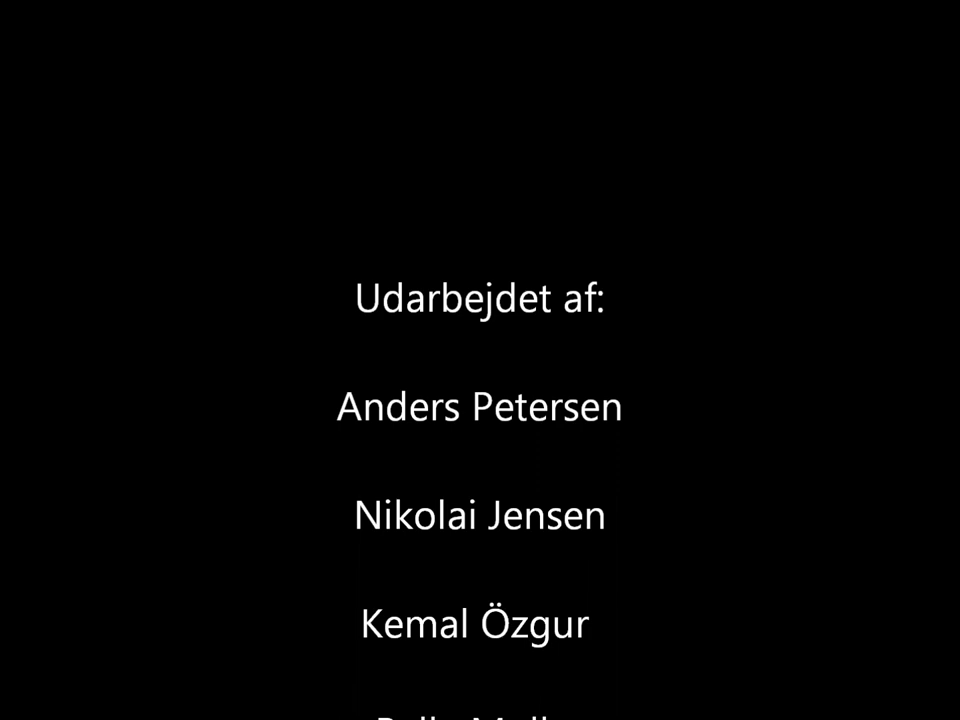 Udarbejdet af:
Anders Petersen
Nikolai Jensen
Kemal Özgur